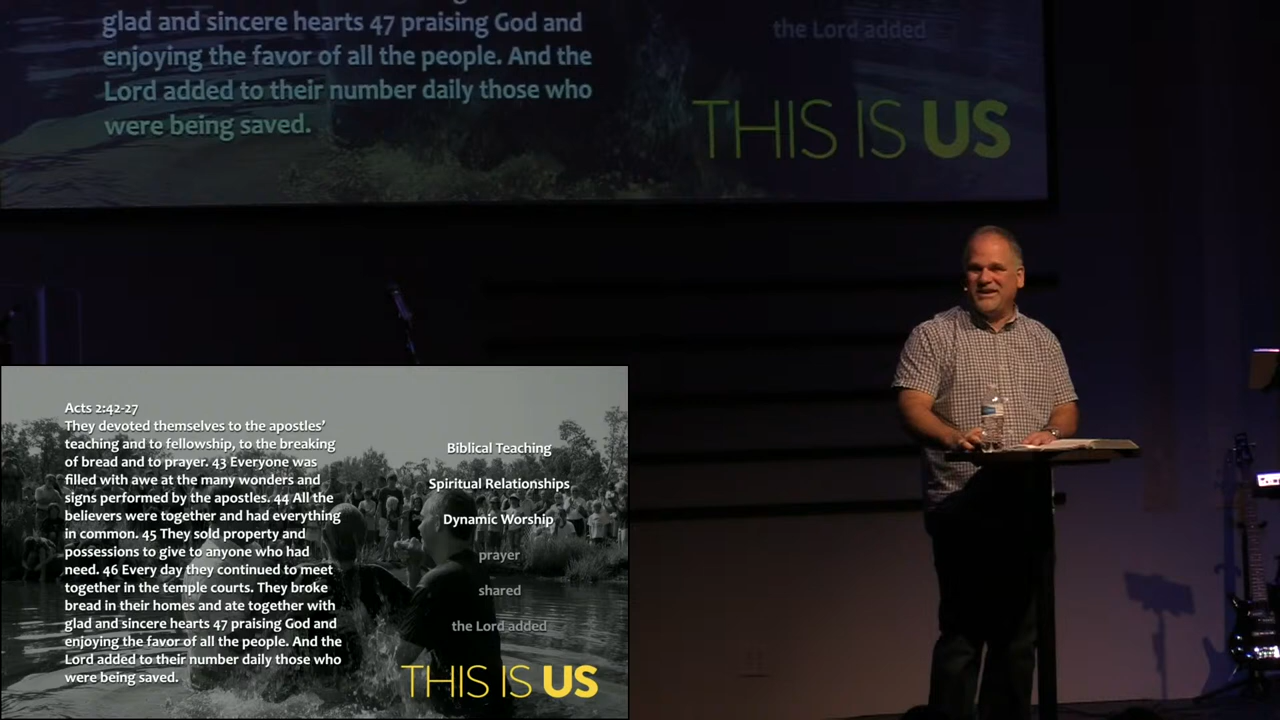 glad and sincere hearts 47 praising God and
enjoying the favor of all the people. And the
Lord added to their number daily those who
were being saved.
the Lord added
THIS IS US
Acts 2:42-27
They devoted themselves to the apostles’
teaching and to fellowship, to the breaking
of bread and to prayer. 43 Everyone was
filled with awe at the many wonders and
signs performed by the apostles. 44 All the
believers were together and had everything
in common. 45 They sold property and
possessions to give to anyone who had
need. 46 Every day they continued to meet
together in the temple courts. They broke
bread in their homes and ate together with
glad and sincere hearts 47 praising God and
enjoying the favor of all the people. And the
Lord added to their number daily those who
were being saved.
Biblical Teaching
Spiritual Relationships
Dynamic Worship
prayer
shared
the Lord added
THIS IS US